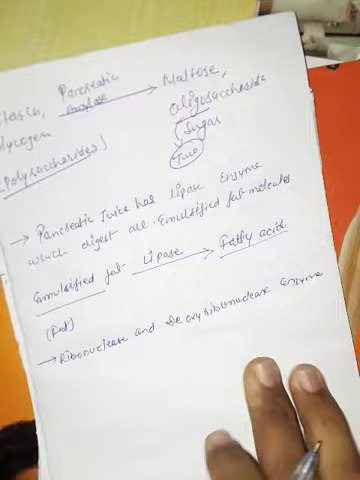 Starch, Pancreatic Maltose,
Amylase
Glycogen oligosaccharide
(Polysaccharides) (Sugar
Two
→ Pancreatic Juice has lipase Enzyme
which digest all Emulsified fat molecules
Emulsified fat Lipase → Fatty acid
(Fat)
→ Ribonuclease and Deoxyribonuclease Enzyme